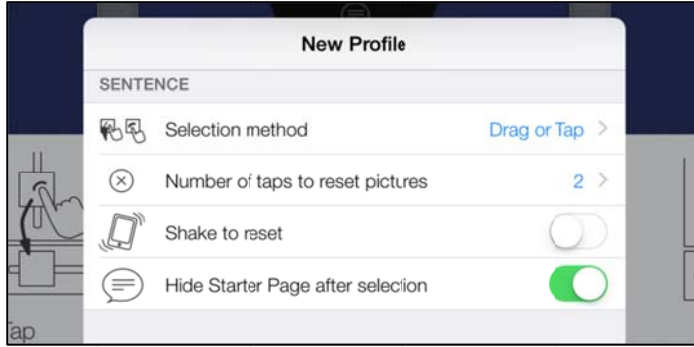 New Profile
SENTENCE
Selection method Drag or Tap
Number of taps to reset pictures 2
Shake to reset
Hide Starter Page after selection
ap